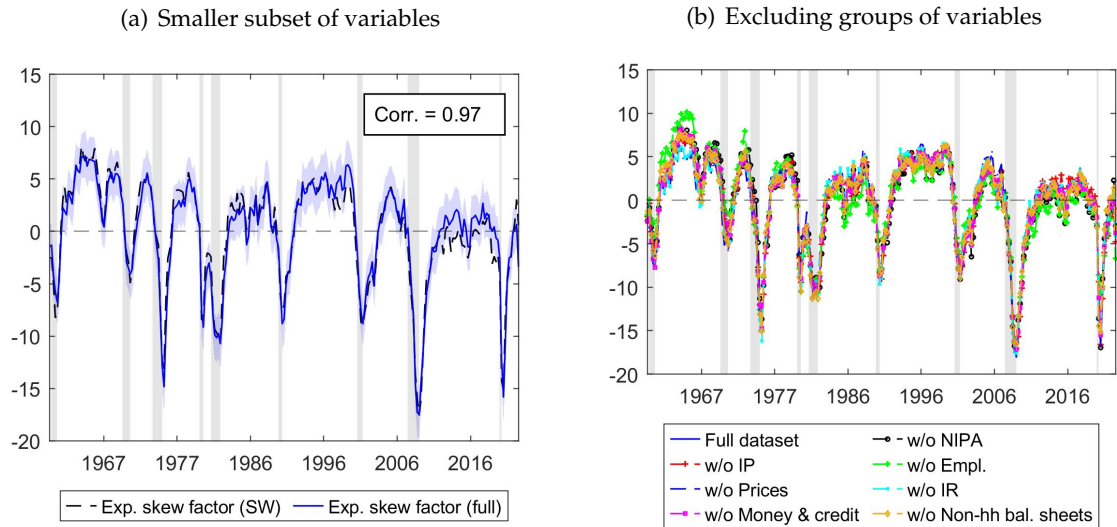 (a) Smaller subset of variables
15
10
5
0
-5
-10
-15
-20
Corr. = 0.97
1967 1977 1986 1996 2006 2016
Exp. skew factor (SW) Exp. skew factor (full)
(b) Excluding groups of variables
15
10
5
0
-5
-10
-15
-20
1967 1977 1986 1996 2006 2016
Full dataset w/o NIPA
w/o IP w/o Empl.
w/o Prices w/o IR
w/o Money & credit w/o Non-hh bal. sheets